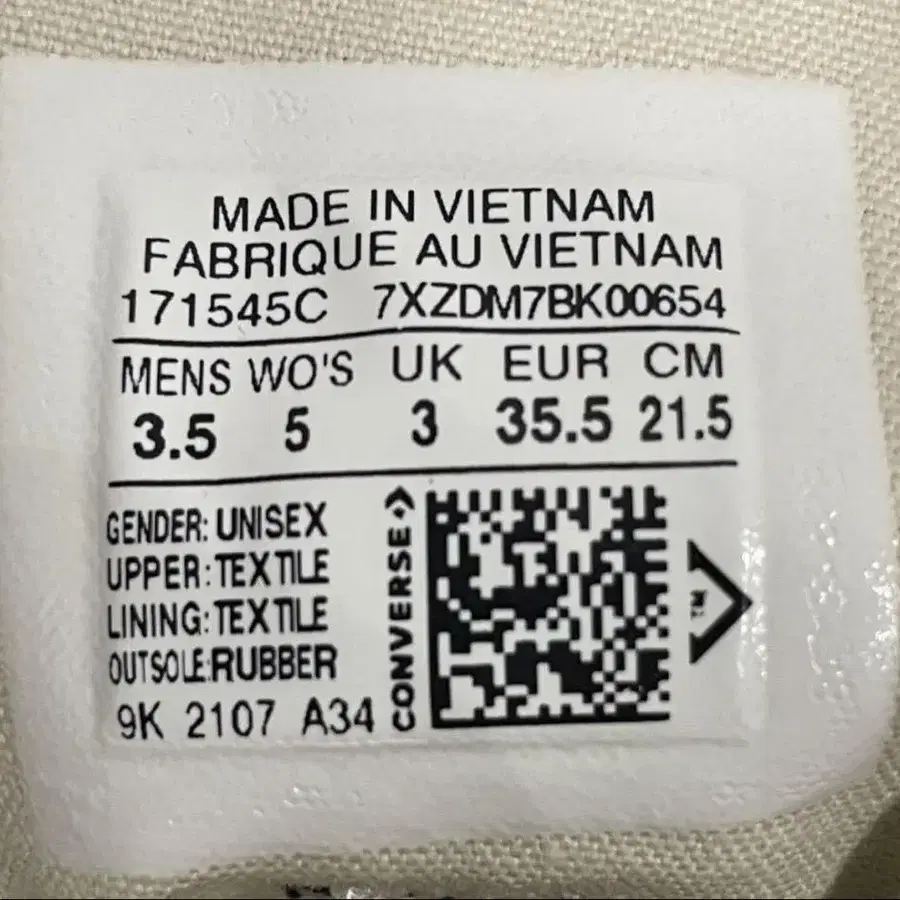 MADE IN VIETNAM
FABRIQUE AU VIETNAM
171545C 7XZDM7BK00654
MENS WO'S UK EUR CM
3.5 5 3 35.5 21.5
GENDER: UNISEX
UPPER: TEXTILE
LINING: TEXTILE
OUTSOLE:RUBBER
9K 2107 A34
CONVERSE
TM